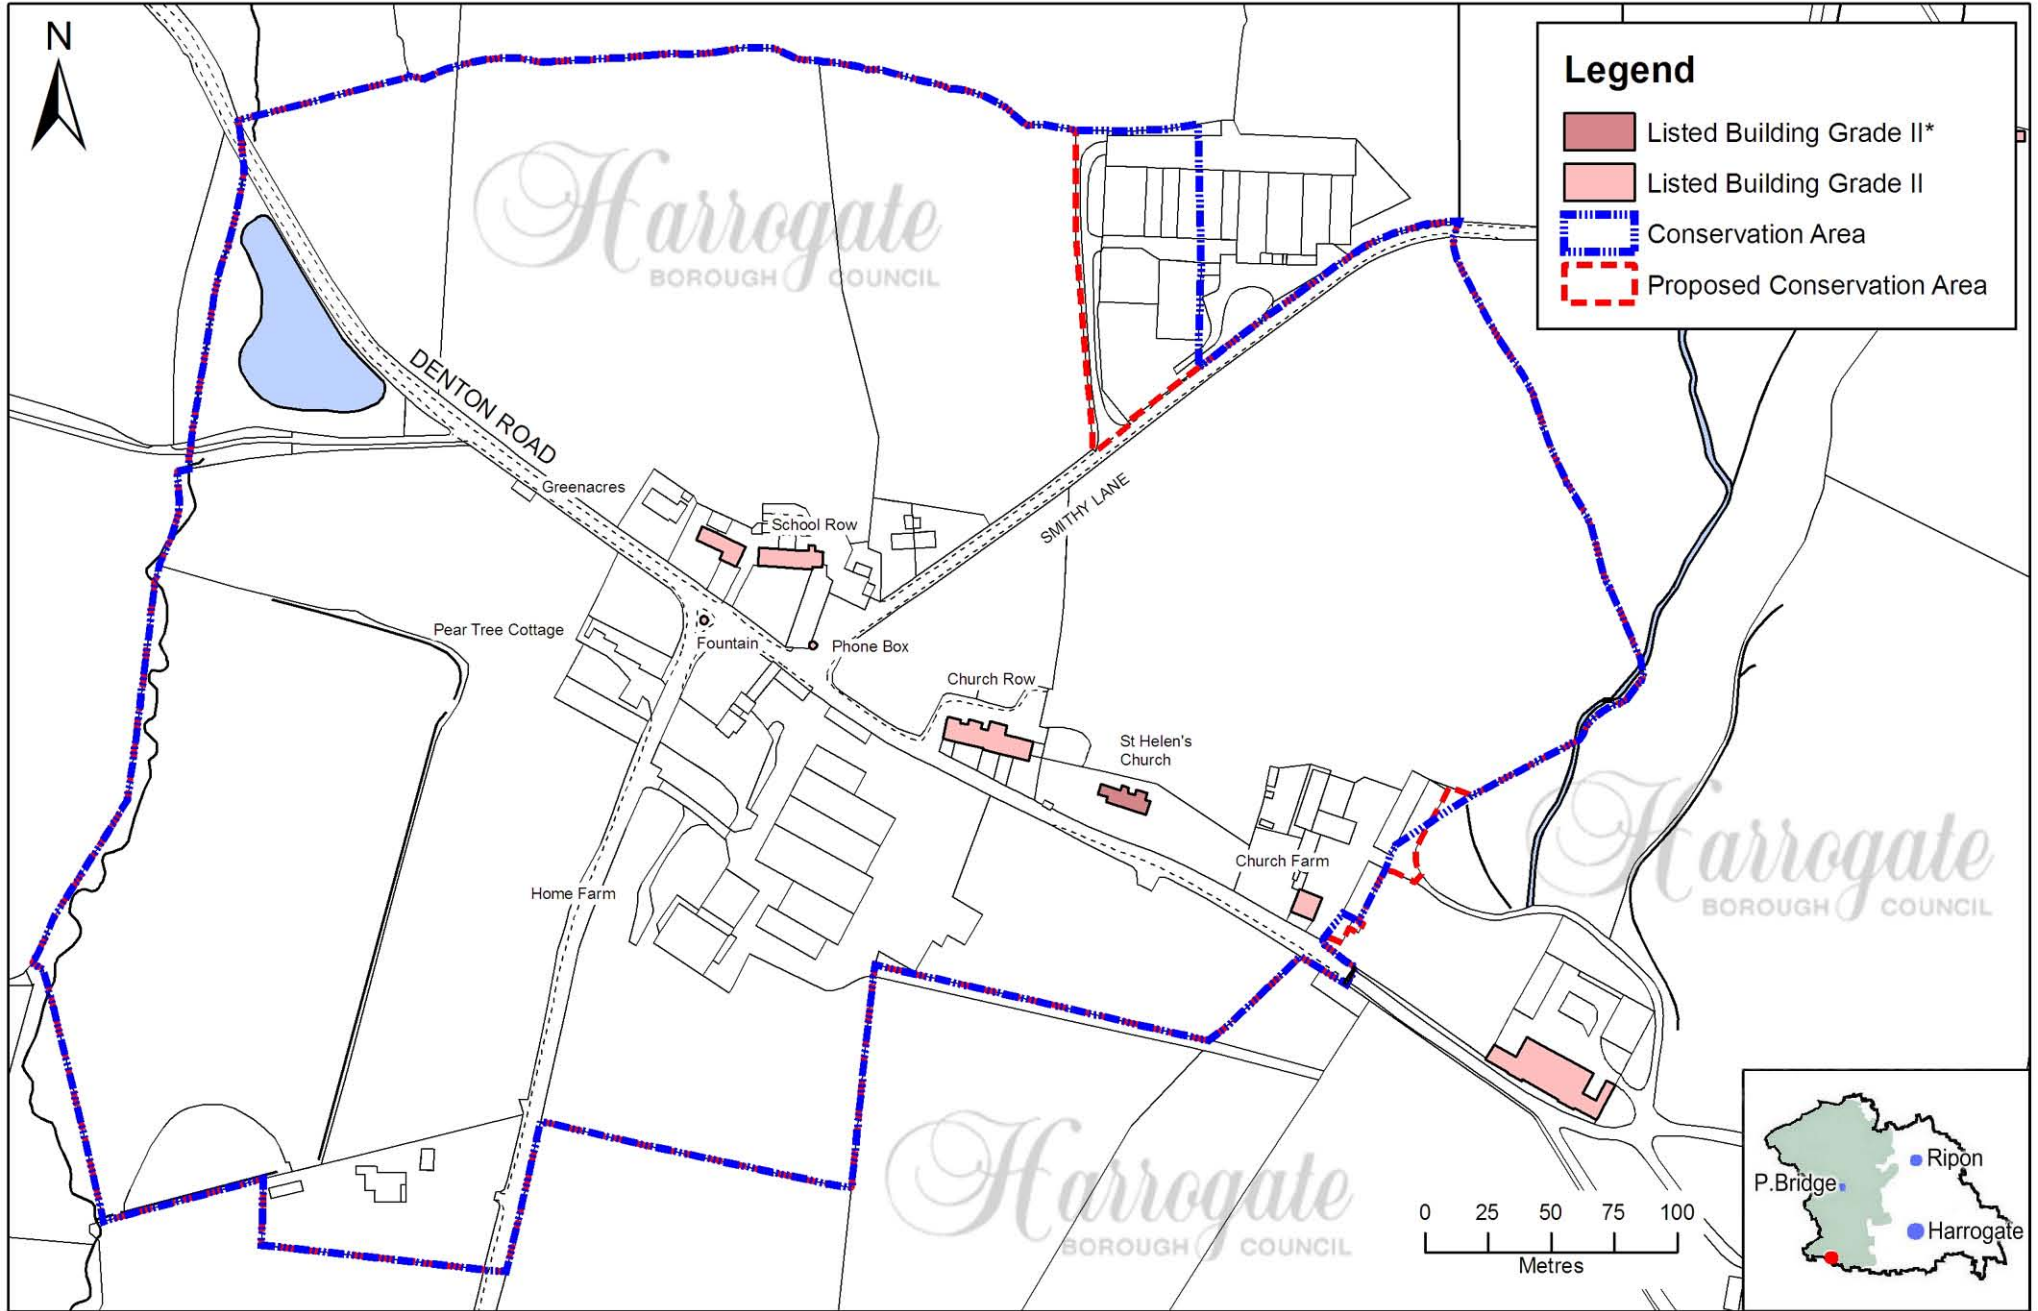 N
Legend
Listed Building Grade II*
Listed Building Grade II
Conservation Area
Proposed Conservation Area
Harrogate
BOROUGH COUNCIL
DENTON ROAD
Greenacres
School Row
SMITHY LANE
Pear Tree Cottage
Fountain
Phone Box
Church Row
St Helen's
Church
Church Farm
Home Farm
Harrogate
BOROUGH COUNCIL
Harrogate
BOROUGH COUNCIL
0 25 50 75 100
Metres
Ripon
P.Bridge
Harrogate